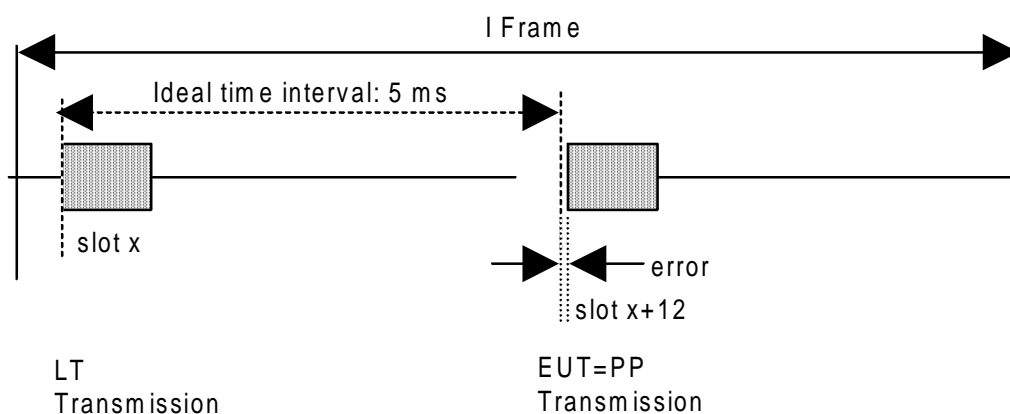 I Frame
Ideal time interval: 5 ms
slot x
error
slot x+12
LT
Transmission
EUT=PP
Transmission